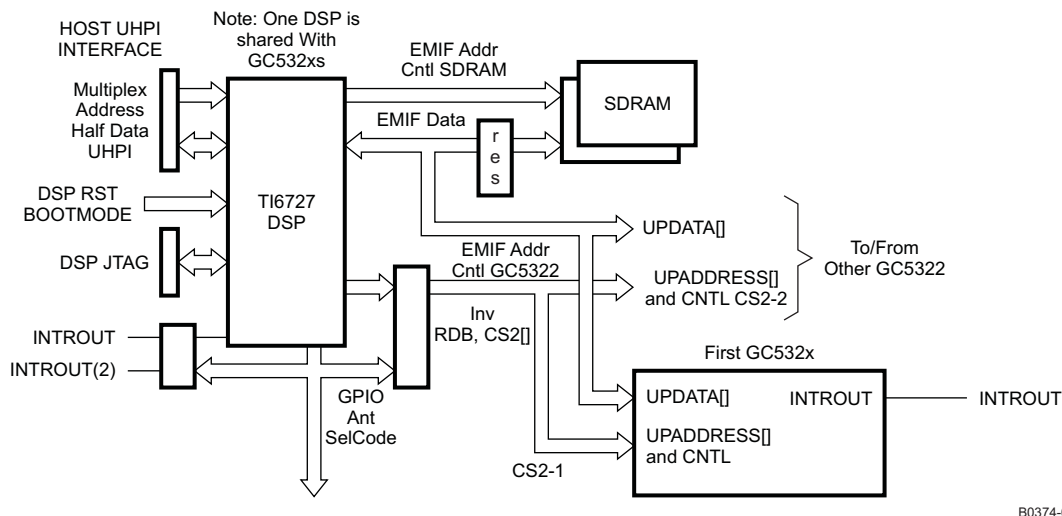 HOST UHPI
INTERFACE
Note: One DSP is
shared With
GC532xs
Multiplex
Address
Half Data
UHPI
EMIF Addr
Cntl SDRAM
SDRAM
EMIF Data
res
DSP RST
BOOTMODE
TI6727
DSP
DSP JTAG
UPDATA[]
EMIF Addr
Cntl GC5322
UPADDRESS[]
and CNTL CS2-2
To/From
Other GC5322
Inv
RDB, CS2[]
INTROUT
INTROUT(2)
GPIO
Ant
SelCode
First GC532x
UPDATA[]
INTROUT
INTROUT
UPADDRESS[]
and CNTL
CS2-1
B0374-